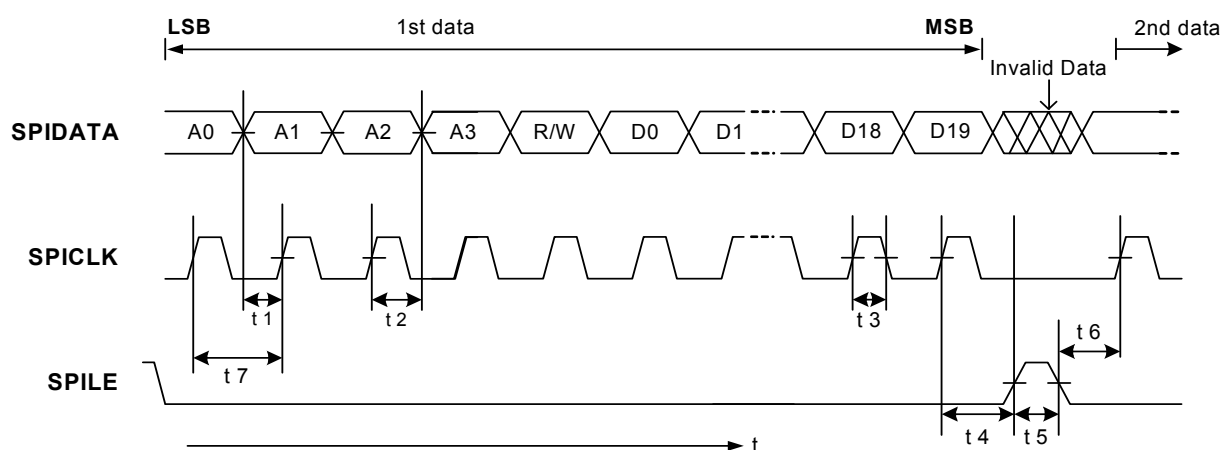 LSB 1st data MSB 2nd data
Invalid Data
SPIDATA A0 A1 A2 A3 R/W D0 D1 D18 D19
SPICLK
t 1 t 2 t 3
t 6
t 7
SPILE
t 4 t 5
t